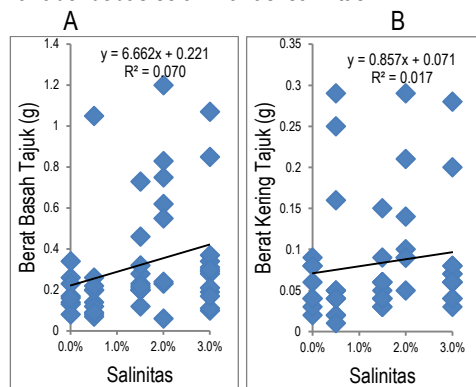 A
y = 6.662x + 0.221
R² = 0.070
Berat Basah Tajuk (g)
1.4
1.2
1
0.8
0.6
0.4
0.2
0
0.0% 1.0% 2.0% 3.0%
Salinitas
B
y = 0.857x + 0.071
R² = 0.017
Berat Kering Tajuk (g)
0.35
0.3
0.25
0.2
0.15
0.1
0.05
0
0.0% 1.0% 2.0% 3.0%
Salinitas